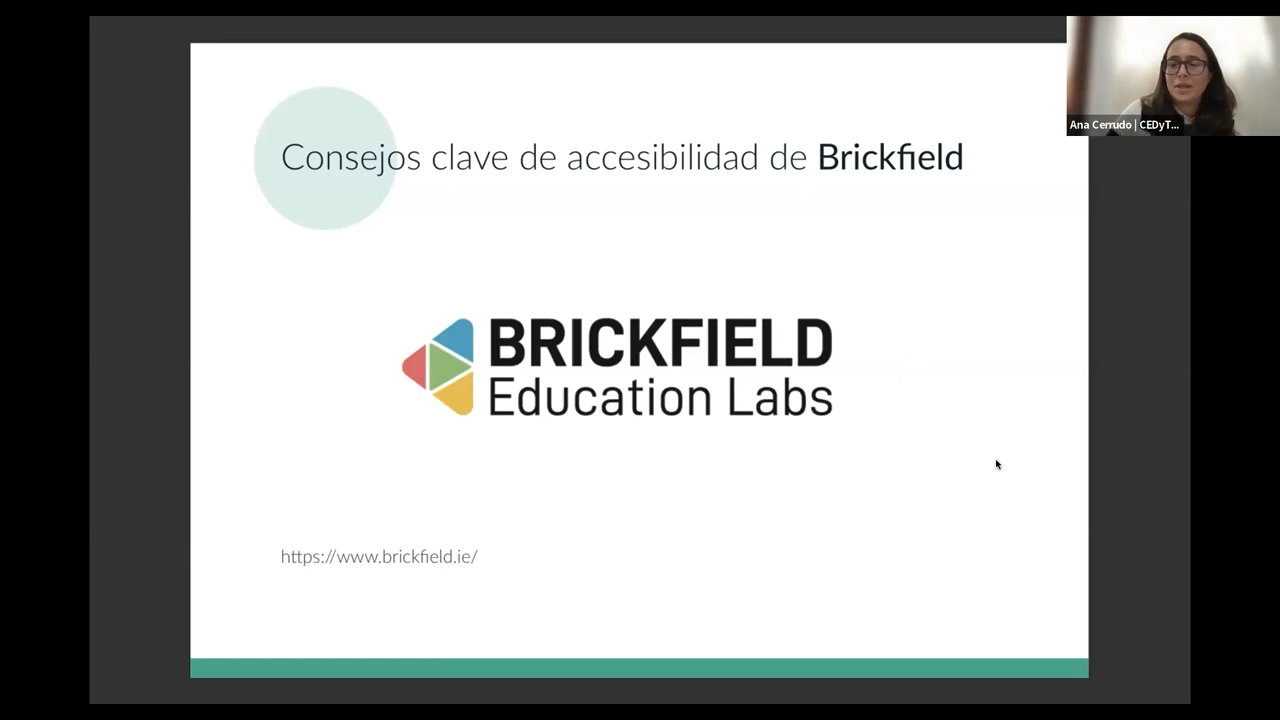 Consejos clave de accesibilidad de Brickfield
BRICKFIELD
Education Labs
https://www.brickfield.ie/
Ana Cerrudo | CEDyT...